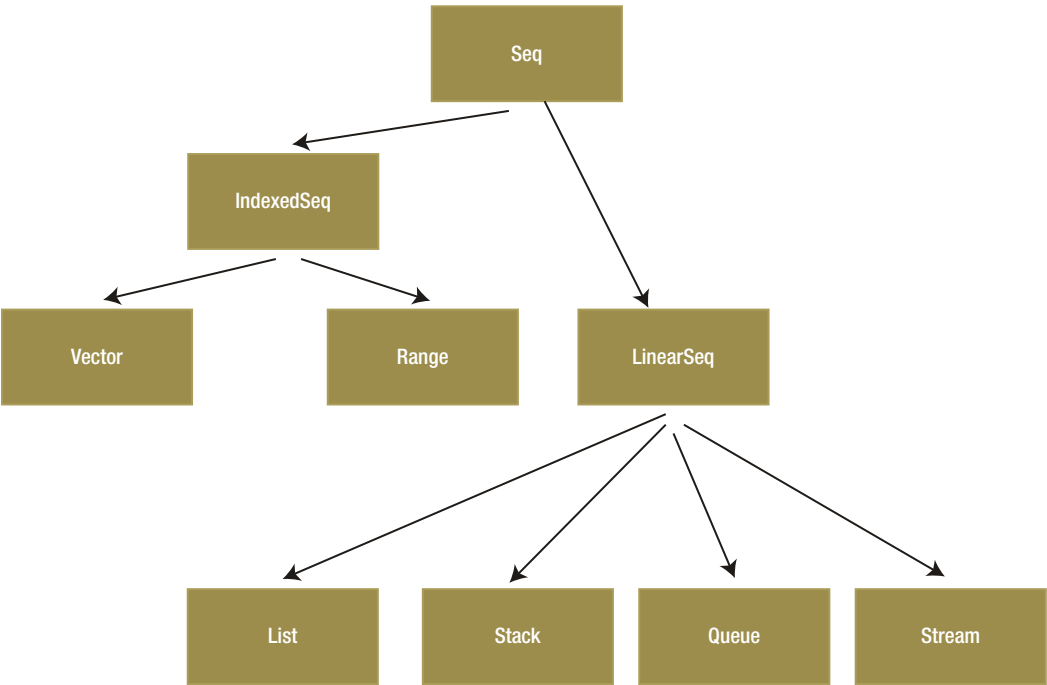 Seq
IndexedSeq
Vector
Range
LinearSeq
List
Stack
Queue
Stream